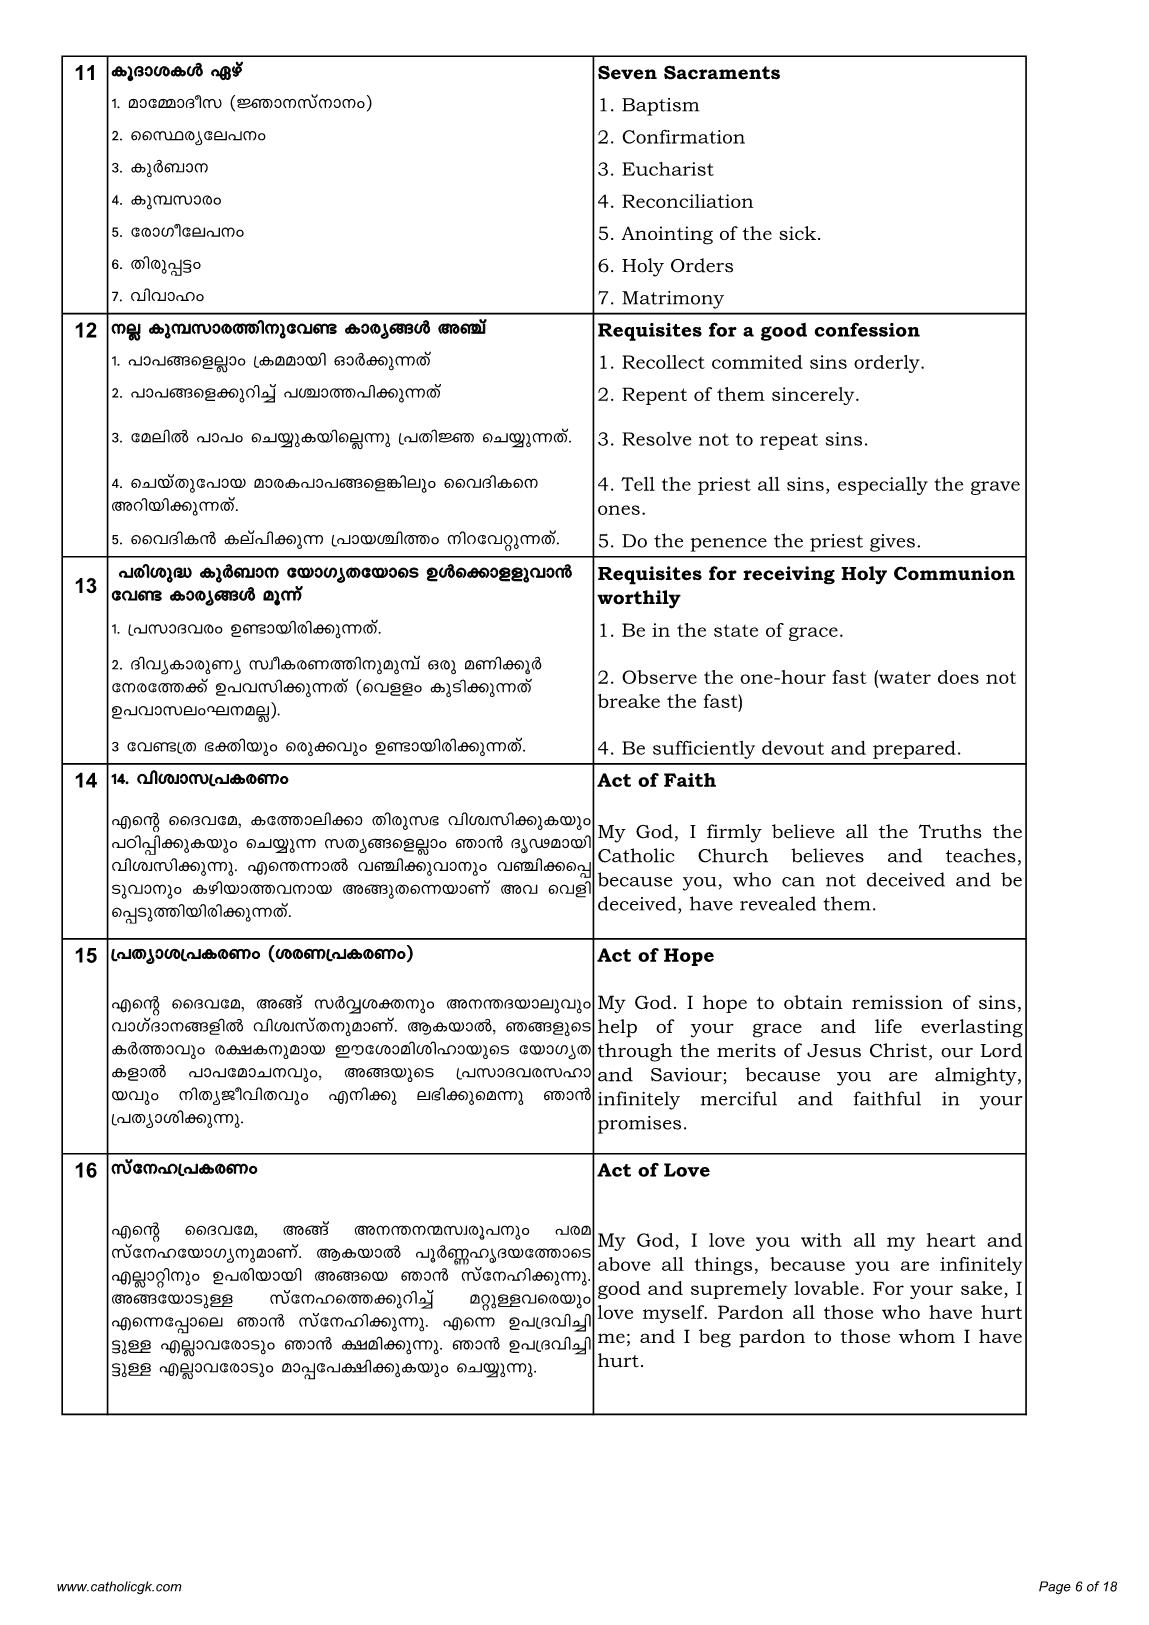 11
കൂദാശകൾ ഏഴ്
1. മാമ്മോദീസ (ജ്ഞാനസ്നാനം)
2. സ്ഥൈര്യലേപനം
3. കുർബാന
4. കുമ്പസാരം
5. രോഗീലേപനം
6. തിരുപ്പട്ടം
7. വിവാഹം
Seven Sacraments
1. Baptism
2. Confirmation
3. Eucharist
4. Reconciliation
5. Anointing of the sick.
6. Holy Orders
7. Matrimony
12
നല്ല കുമ്പസാരത്തിനുവേണ്ട കാര്യങ്ങൾ അഞ്ച്
1. പാപങ്ങളെല്ലാം ക്രമമായി ഓർക്കുന്നത്
2. പാപങ്ങളെക്കുറിച്ച് പശ്ചാത്തപിക്കുന്നത്
3. മേലിൽ പാപം ചെയ്യുകയില്ലെന്നു പ്രതിജ്ഞ ചെയ്യുന്നത്.
4. ചെയ്തുപോയ മാരകപാപങ്ങളെങ്കിലും വൈദികനെ
അറിയിക്കുന്നത്.
5. വൈദികൻ കല്പിക്കുന്ന പ്രായശ്ചിത്തം നിറവേറ്റുന്നത്.
Requisites for a good confession
1. Recollect commited sins orderly.
2. Repent of them sincerely.
3. Resolve not to repeat sins.
4. Tell the priest all sins, especially the grave
ones.
5. Do the penence the priest gives.
13
പരിശുദ്ധ കുർബാന യോഗ്യതയോടെ ഉൾക്കൊളളുവാൻ
വേണ്ട കാര്യങ്ങൾ മൂന്ന്
1. പ്രസാദവരം ഉണ്ടായിരിക്കുന്നത്.
2. ദിവ്യകാരുണ്യ സ്വീകരണത്തിനുമുമ്പ് ഒരു മണിക്കൂർ
നേരത്തേക്ക് ഉപവസിക്കുന്നത് (വെളളം കുടിക്കുന്നത്
ഉപവാസലംഘനമല്ല).
3 വേണ്ടത്ര ഭക്തിയും ഒരുക്കവും ഉണ്ടായിരിക്കുന്നത്.
Requisites for receiving Holy Communion
worthily
1. Be in the state of grace.
2. Observe the one-hour fast (water does not
breake the fast)
4. Be sufficiently devout and prepared.
14
14. വിശ്വാസപ്രകരണം
എന്റെ ദൈവമേ, കത്തോലിക്കാ തിരുസഭ വിശ്വസിക്കുകയും
പഠിപ്പിക്കുകയും ചെയ്യുന്ന സത്യങ്ങളെല്ലാം ഞാൻ ദൃഢമായി
വിശ്വസിക്കുന്നു. എന്തെന്നാൽ വഞ്ചിക്കുവാനും വഞ്ചിക്കപ്പെ
ടുവാനും കഴിയാത്തവനായ അങ്ങുതന്നെയാണ് അവ വെളി
പ്പെടുത്തിയിരിക്കുന്നത്.
Act of Faith
My God, I firmly believe all the Truths the
Catholic Church believes and teaches,
because you, who can not deceived and be
deceived, have revealed them.
15
പ്രത്യാശപ്രകരണം (ശരണപ്രകരണം)
എന്റെ ദൈവമേ, അങ്ങ് സർവ്വശക്തനും അനന്തദയാലുവും
വാഗ്ദാനങ്ങളിൽ വിശ്വസ്തനുമാണ്. ആകയാൽ, ഞങ്ങളുടെ
കർത്താവും രക്ഷകനുമായ ഈശോമിശിഹായുടെ യോഗ്യത
കളാൽ പാപമോചനവും, അങ്ങയുടെ പ്രസാദവരസഹാ
യവും നിത്യജീവിതവും എനിക്കു ലഭിക്കുമെന്നു ഞാൻ
പ്രത്യാശിക്കുന്നു.
Act of Hope
My God. I hope to obtain remission of sins,
help of your grace and life everlasting
through the merits of Jesus Christ, our Lord
and Saviour; because you are almighty,
infinitely merciful and faithful in your
promises.
16
സ്നേഹപ്രകരണം
എന്റെ ദൈവമേ, അങ്ങ് അനന്തനന്മസ്വരൂപനും പരമ
സ്നേഹയോഗ്യനുമാണ്. ആകയാൽ പൂർണ്ണഹൃദയത്തോടെ
എല്ലാറ്റിനും ഉപരിയായി അങ്ങയെ ഞാൻ സ്നേഹിക്കുന്നു.
അങ്ങയോടുള്ള സ്നേഹത്തെക്കുറിച്ച് മറ്റുള്ളവരെയും
എന്നെപ്പോലെ ഞാൻ സ്നേഹിക്കുന്നു. എന്നെ ഉപദ്രവിച്ചി
ട്ടുള്ള എല്ലാവരോടും ഞാൻ ക്ഷമിക്കുന്നു. ഞാൻ ഉപദ്രവിച്ചി
ട്ടുള്ള എല്ലാവരോടും മാപ്പപേക്ഷിക്കുകയും ചെയ്യുന്നു.
Act of Love
My God, I love you with all my heart and
above all things, because you are infinitely
good and supremely lovable. For your sake, I
love myself. Pardon all those who have hurt
me; and I beg pardon to those whom I have
hurt.
www.catholicgk.com
Page 6 of 18